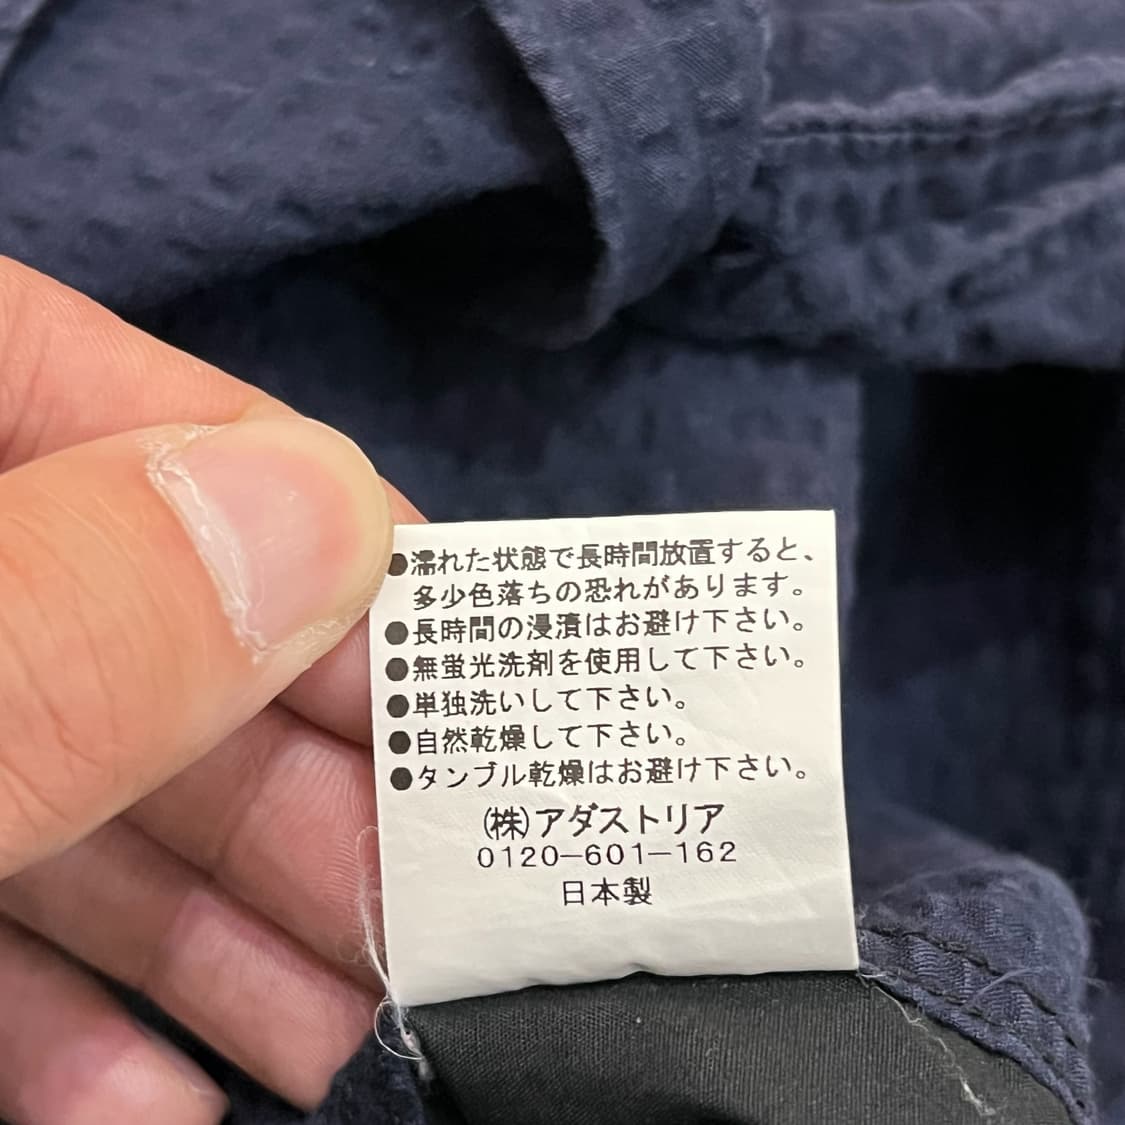 ●濡れた状態で長時間放置すると、
多少色落ちの恐れがあります。
●長時間の浸漬はお避け下さい。
●無蛍光洗剤を使用して下さい。
●単独洗いして下さい。
●自然乾燥して下さい。
●タンブル乾燥はお避け下さい。
(株)アダストリア
0120-601-162
日本製